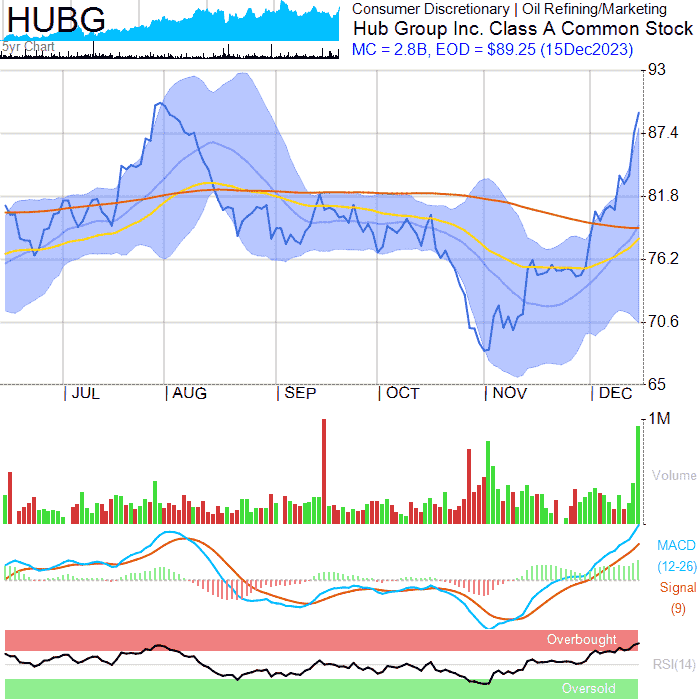 HUBG
5yr Chart
Consumer Discretionary | Oil Refining/Marketing
Hub Group Inc. Class A Common Stock
MC = 2.8B, EOD = $89.25 (15Dec2023)
93
87.4
81.8
76.2
70.6
65
| JUL | AUG | SEP | OCT | NOV | DEC
1M
Volume
MACD
(12-26)
Signal
(9)
Overbought
RSI(14)
Oversold